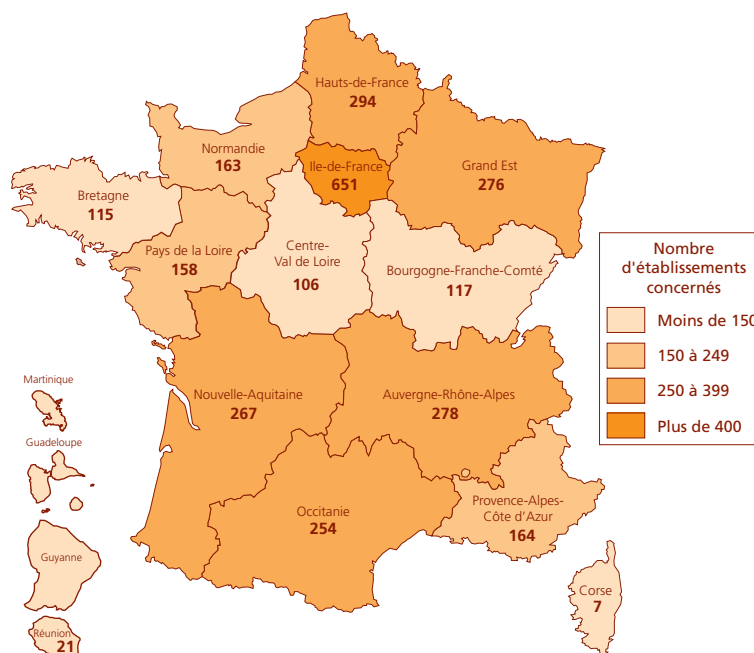 Hauts-de-France
294
Normandie
163
Ile-de-France
651
Grand Est
276
Bretagne
115
Pays de la Loire
158
Centre-
Val de Loire
106
Bourgogne-Franche-Comté
117
Nombre
d'établissements
concernés
Moins de 150
150 à 249
250 à 399
Plus de 400
Nouvelle-Aquitaine
267
Auvergne-Rhône-Alpes
278
Occitanie
254
Provence-Alpes-
Côte d'Azur
164
Corse
7
Martinique
Guadeloupe
Guyanne
Réunion
21